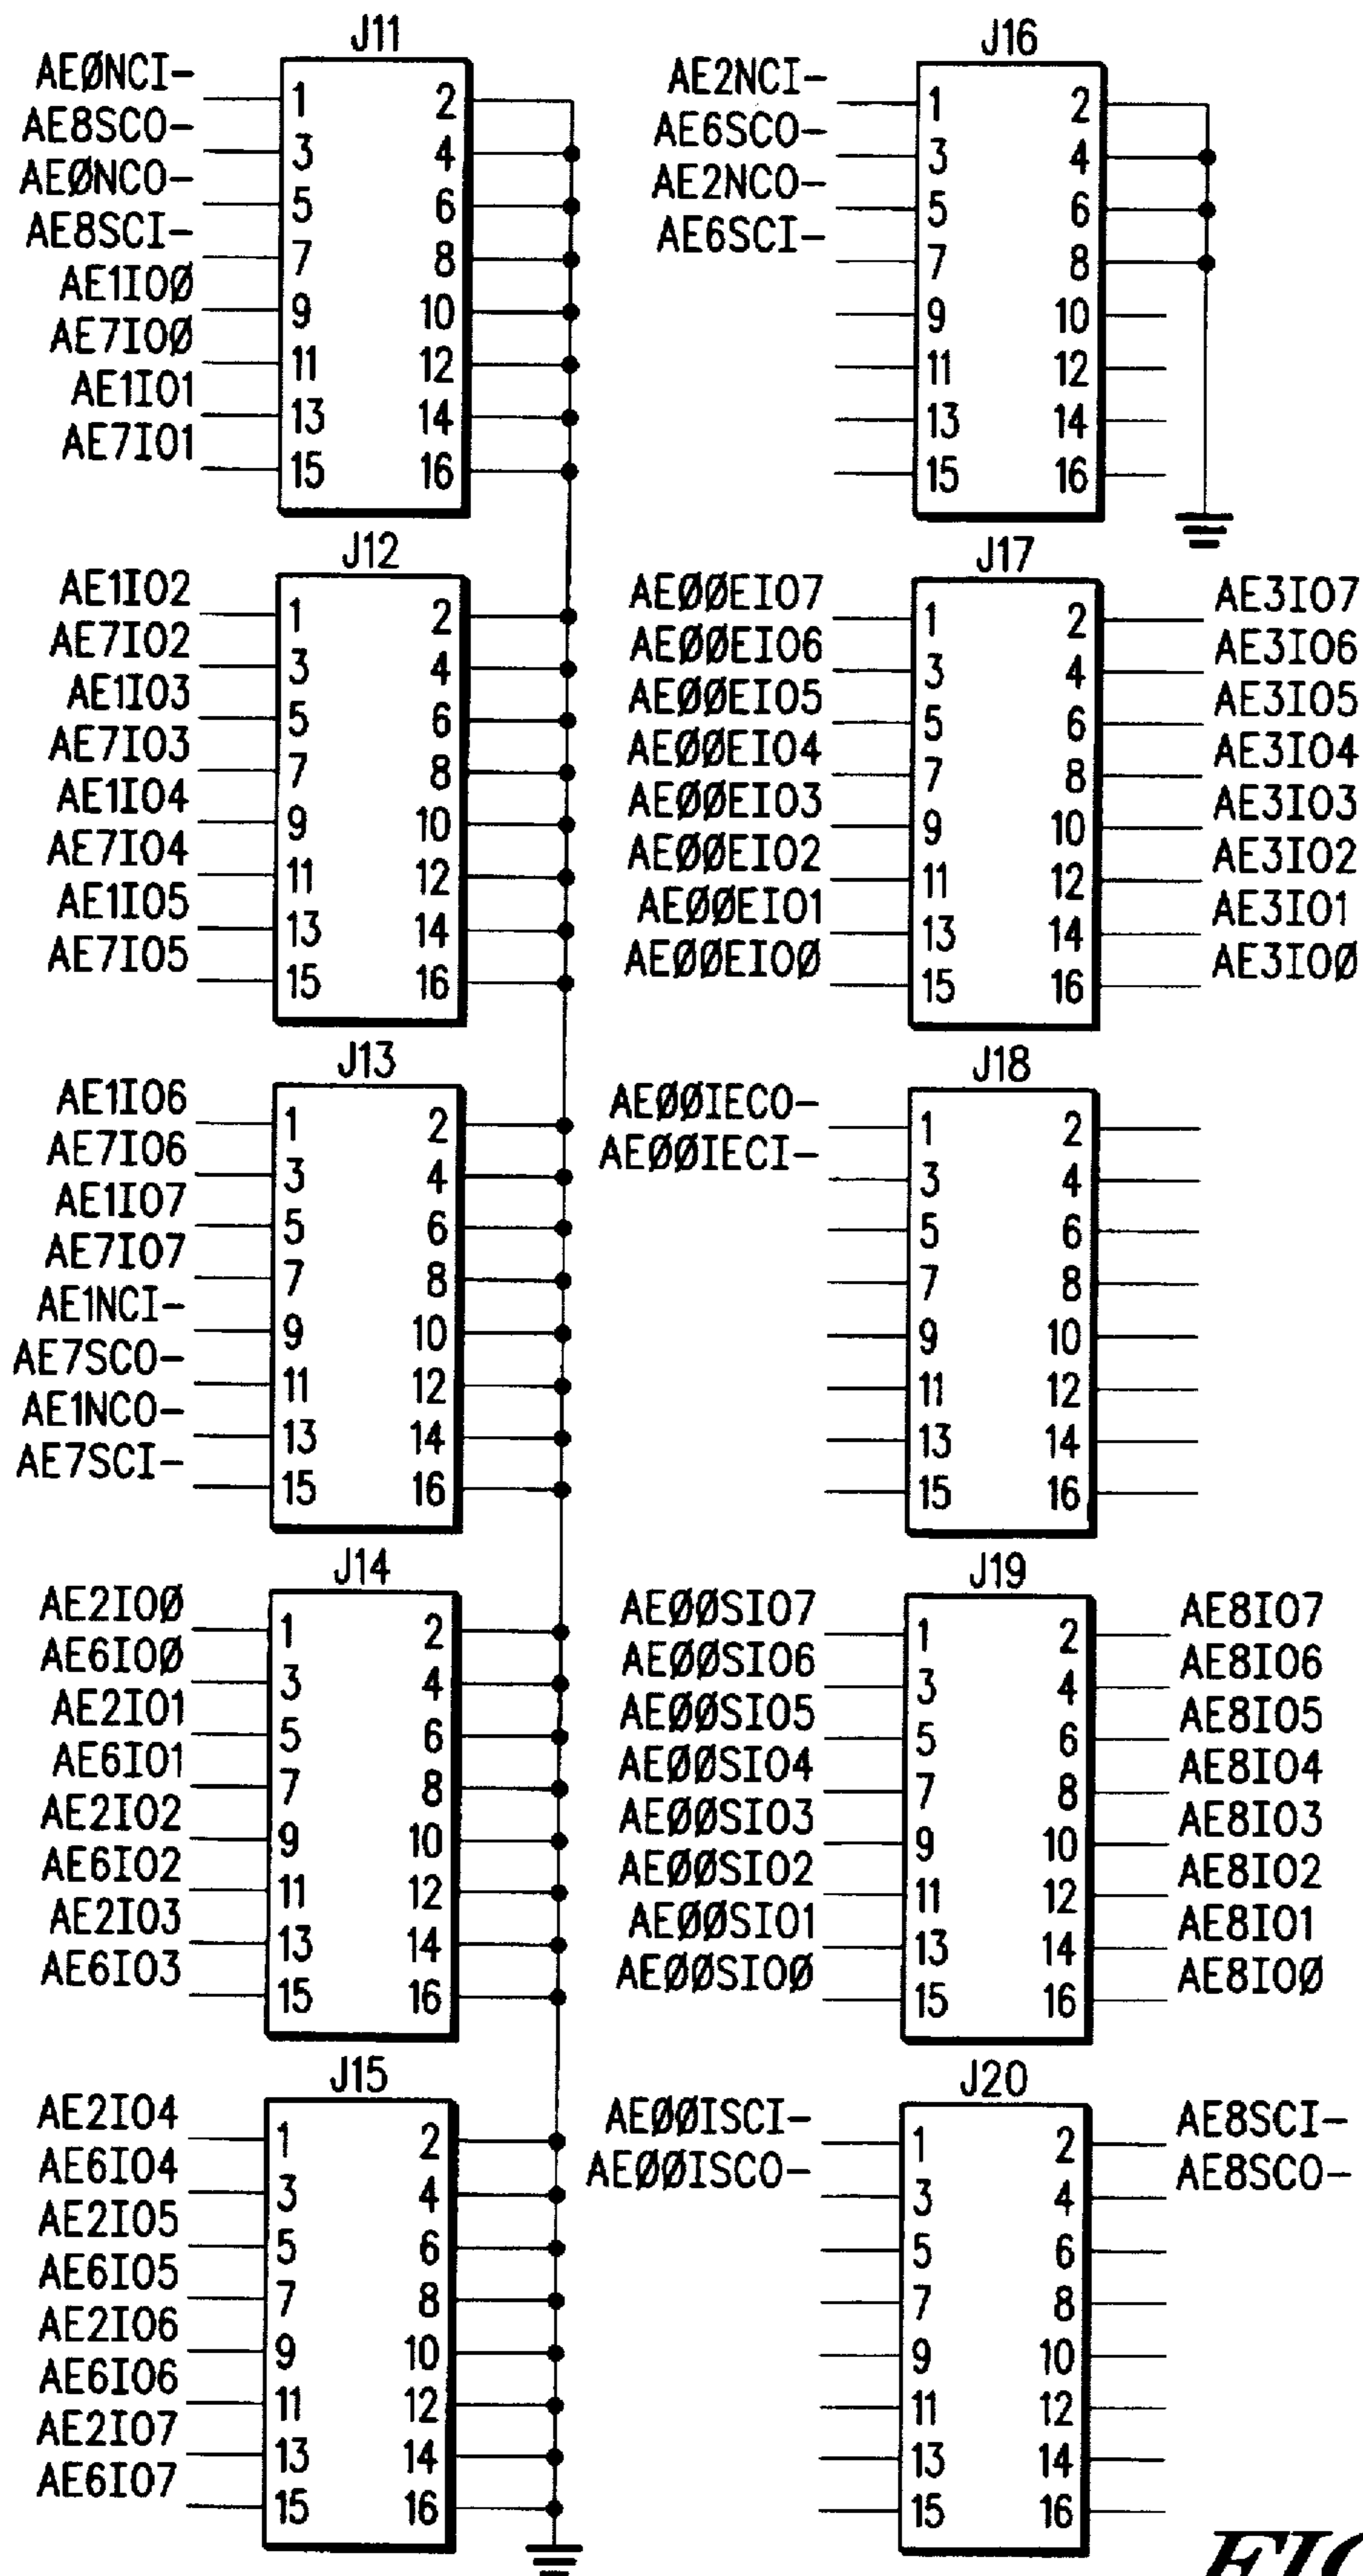 J11
AEØNCI-
AE8SCO-
AEØNCO-
AE8SCI-
AE1IOØ
AE7IOØ
AE1IO1
AE7IO1
1 2
3 4
5 6
7 8
9 10
11 12
13 14
15 16
J12
AE1IO2
AE7IO2
AE1IO3
AE7IO3
AE1IO4
AE7IO4
AE1IO5
AE7IO5
1 2
3 4
5 6
7 8
9 10
11 12
13 14
15 16
J13
AE1IO6
AE7IO6
AE1IO7
AE7IO7
AE1NCI-
AE7SCO-
AE1NCO-
AE7SCI-
1 2
3 4
5 6
7 8
9 10
11 12
13 14
15 16
J14
AE2IOØ
AE6IOØ
AE2IO1
AE6IO1
AE2IO2
AE6IO2
AE2IO3
AE6IO3
1 2
3 4
5 6
7 8
9 10
11 12
13 14
15 16
J15
AE2IO4
AE6IO4
AE2IO5
AE6IO5
AE2IO6
AE6IO6
AE2IO7
AE6IO7
1 2
3 4
5 6
7 8
9 10
11 12
13 14
15 16
J16
AE2NCI-
AE6SCO-
AE2NCO-
AE6SCI-
1 2
3 4
5 6
7 8
9 10
11 12
13 14
15 16
J17
AEØØEIO7
AEØØEIO6
AEØØEIO5
AEØØEIO4
AEØØEIO3
AEØØEIO2
AEØØEIO1
AEØØEIOØ
1 2
3 4
5 6
7 8
9 10
11 12
13 14
15 16
AE3IO7
AE3IO6
AE3IO5
AE3IO4
AE3IO3
AE3IO2
AE3IO1
AE3IOØ
J18
AEØØIECO-
AEØØIECI-
1 2
3 4
5 6
7 8
9 10
11 12
13 14
15 16
J19
AEØØSIO7
AEØØSIO6
AEØØSIO5
AEØØSIO4
AEØØSIO3
AEØØSIO2
AEØØSIO1
AEØØSIOØ
1 2
3 4
5 6
7 8
9 10
11 12
13 14
15 16
AE8IO7
AE8IO6
AE8IO5
AE8IO4
AE8IO3
AE8IO2
AE8IO1
AE8IOØ
J20
AEØØISCI-
AEØØISCO-
1 2
3 4
5 6
7 8
9 10
11 12
13 14
15 16
AE8SCI-
AE8SCO-